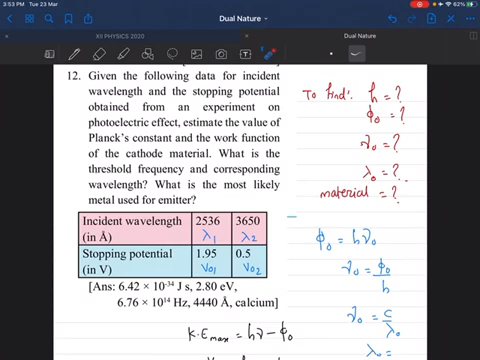 3:53 PM Tue 23 Mar
Dual Nature
62%
XII PHYSICS 2020
Dual Nature
12. Given the following data for incident
wavelength and the stopping potential
obtained from an experiment on
photoelectric effect, estimate the value of
Planck's constant and the work function
of the cathode material. What is the
threshold frequency and corresponding
wavelength? What is the most likely
metal used for emitter?
Incident wavelength 2536 3650
(in Å) λ₁ λ₂
Stopping potential 1.95 0.5
(in V) V₀₁ V₀₂
[Ans: 6.42 × 10⁻³⁴ J s, 2.80 eV,
6.76 × 10¹⁴ Hz, 4440 Å, calcium]
K.Emax = hν − ϕ₀
To find: h = ?
ϕ₀ = ?
ν₀ = ?
λ₀ = ?
material = ?
ϕ₀ = hν₀
ν₀ = ϕ₀/h
ν₀ = c/λ₀
λ₀ =